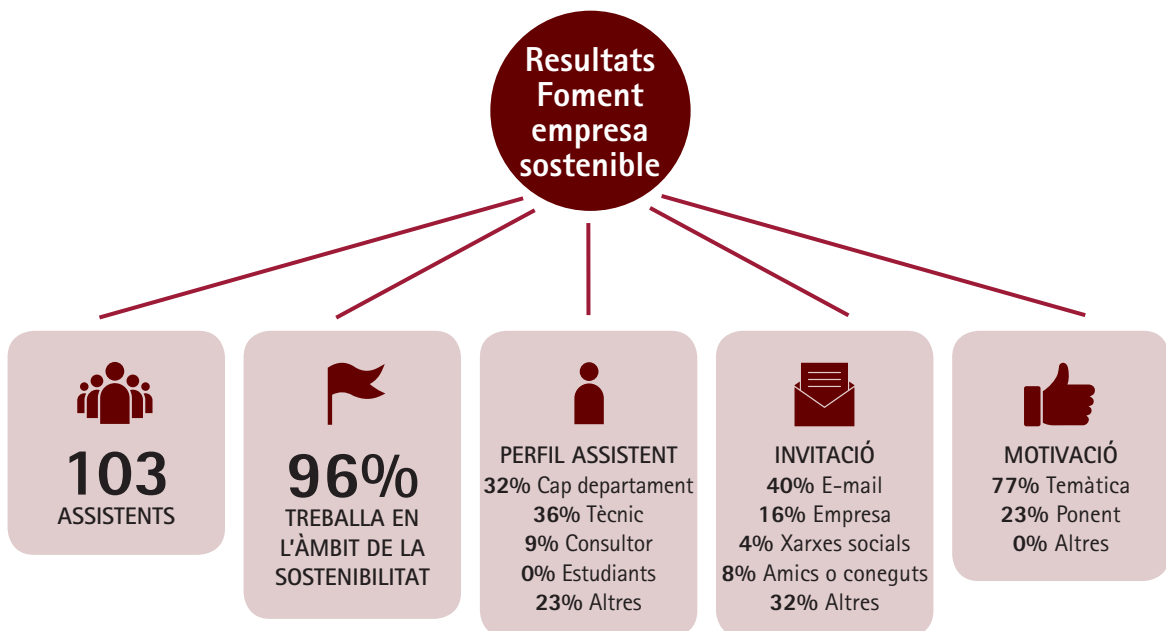 Resultats
Foment
empresa
sostenible
103
ASSISTENTS
96%
TREBALLA EN
L'ÀMBIT DE LA
SOSTENIBILITAT
PERFIL ASSISTENT
32% Cap departament
36% Tècnic
9% Consultor
0% Estudiants
23% Altres
INVITACIÓ
40% E-mail
16% Empresa
4% Xarxes socials
8% Amics o coneguts
32% Altres
MOTIVACIÓ
77% Temàtica
23% Ponent
0% Altres